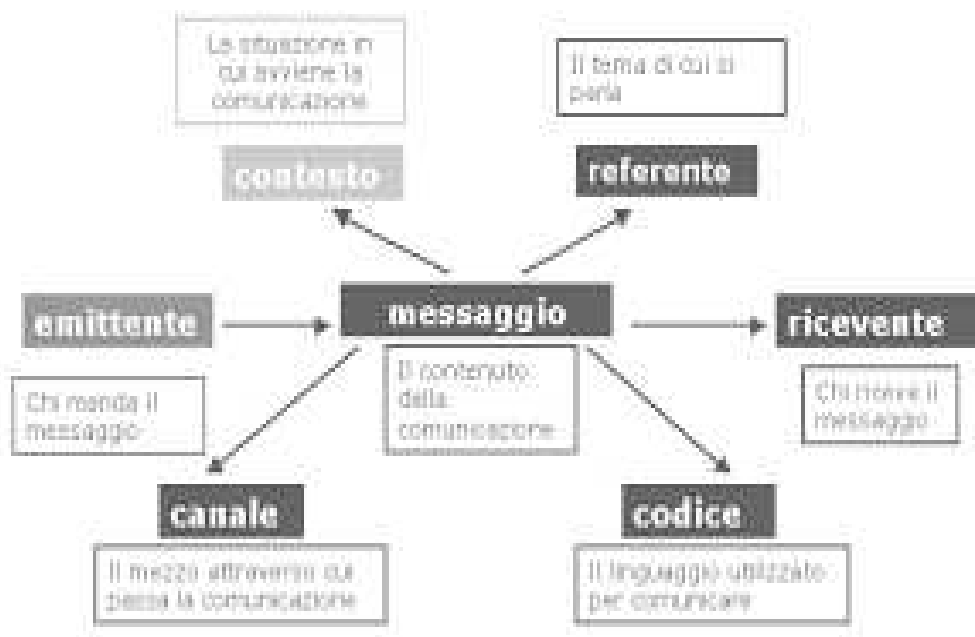 La situazione in
cui avviene la
comunicazione
Il tema di cui si
parla
contesto
referente
emittente
messaggio
ricevente
Chi manda il
messaggio
Il contenuto
della
comunicazione
Chi riceve il
messaggio
canale
codice
Il mezzo attraverso cui
passa la comunicazione
Il linguaggio utilizzato
per comunicare